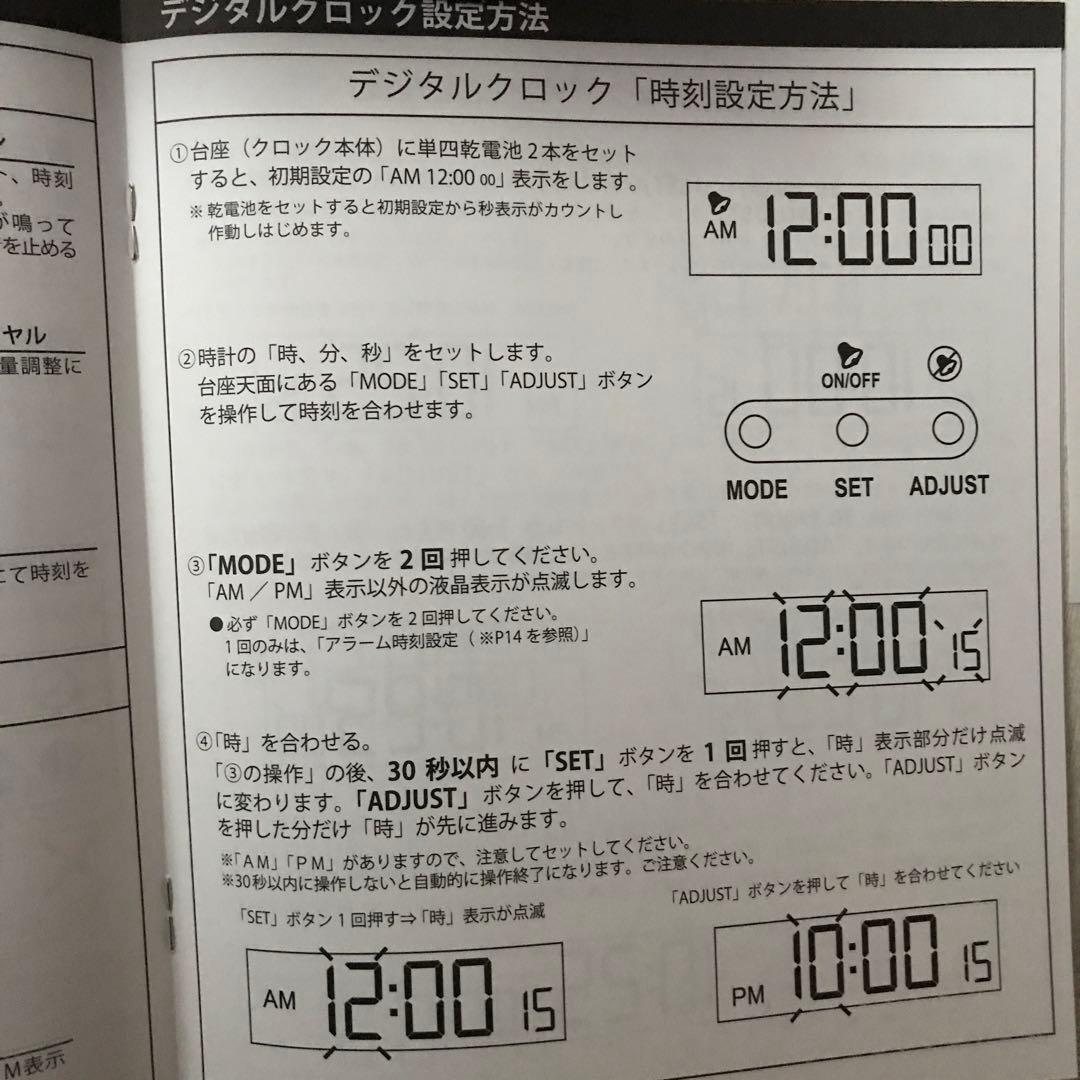 デジタルクロック設定方法
ト、時刻
が鳴って
を止める
ヤル
量調整に
こて時刻を
M表示
デジタルクロック「時刻設定方法」
①台座（クロック本体）に単四乾電池2本をセット
すると、初期設定の「AM 12:00 00」表示をします。
※ 乾電池をセットすると初期設定から秒表示がカウントし
作動しはじめます。
AM 12:00 00
②時計の「時、分、秒」をセットします。
台座天面にある「MODE」「SET」「ADJUST」ボタン
を操作して時刻を合わせます。
ON/OFF
MODE SET ADJUST
③「MODE」 ボタンを 2 回 押してください。
「AM ／ PM」表示以外の液晶表示が点滅します。
●必ず「MODE」ボタンを2回押してください。
1回のみは、「アラーム時刻設定（ ※P14 を参照）」
になります。
AM 12:00 15
④「時」を合わせる。
「③の操作」の後、30 秒以内 に「SET」ボタンを 1 回 押すと、「時」表示部分だけ点滅
に変わります。「ADJUST」ボタンを押して、「時」を合わせてください。「ADJUST」ボタン
を押した分だけ「時」が先に進みます。
※「AM」「PM」がありますので、注意してセットしてください。
※30秒以内に操作しないと自動的に操作終了になります。ご注意ください。
「SET」ボタン1回押す⇒「時」表示が点滅
AM 12:00 15
「ADJUST」ボタンを押して「時」を合わせてください
PM 10:00 15